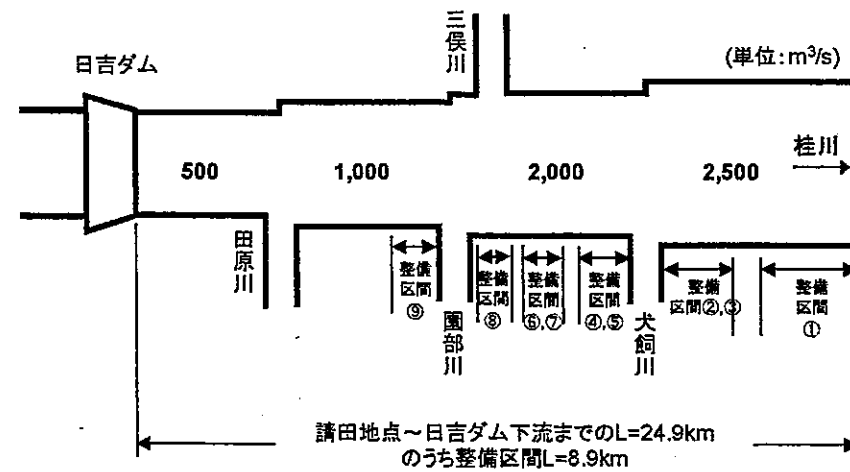 三俣川
日吉ダム
(単位:m³/s)
500
1,000
2,000
2,500
桂川
田原川
整備
区間
⑨
園部川
整備
区間
⑧
整備
区間
⑥,⑦
整備
区間
④,⑤
犬飼川
整備
区間②,③
整備
区間
①
請田地点～日吉ダム下流までのL=24.9km
のうち整備区間L=8.9km